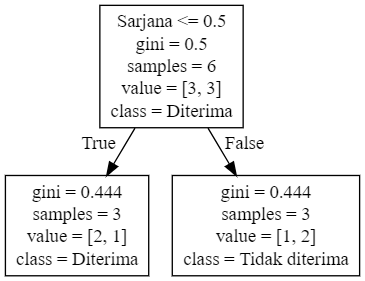 Sarjana <= 0.5
gini = 0.5
samples = 6
value = [3, 3]
class = Diterima
True
False
gini = 0.444
samples = 3
value = [2, 1]
class = Diterima
gini = 0.444
samples = 3
value = [1, 2]
class = Tidak diterima